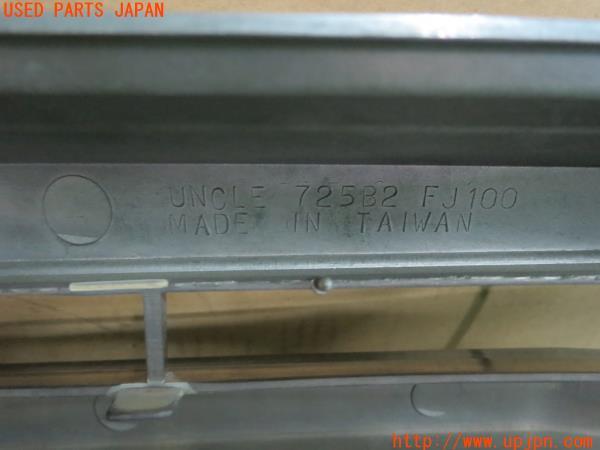 USED PARTS JAPAN
UNCLE 725B2 FJ100
MADE IN TAIWAN
http://www.upjpn.com/